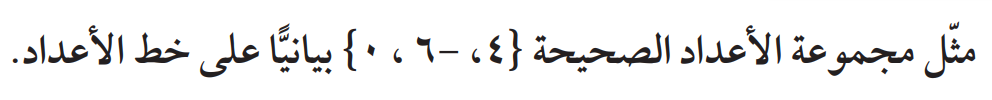 مثّل مجموعة الأعداد الصحيحة {٤، –٦ ، ٠} بيانيًّا على خط الأعداد.